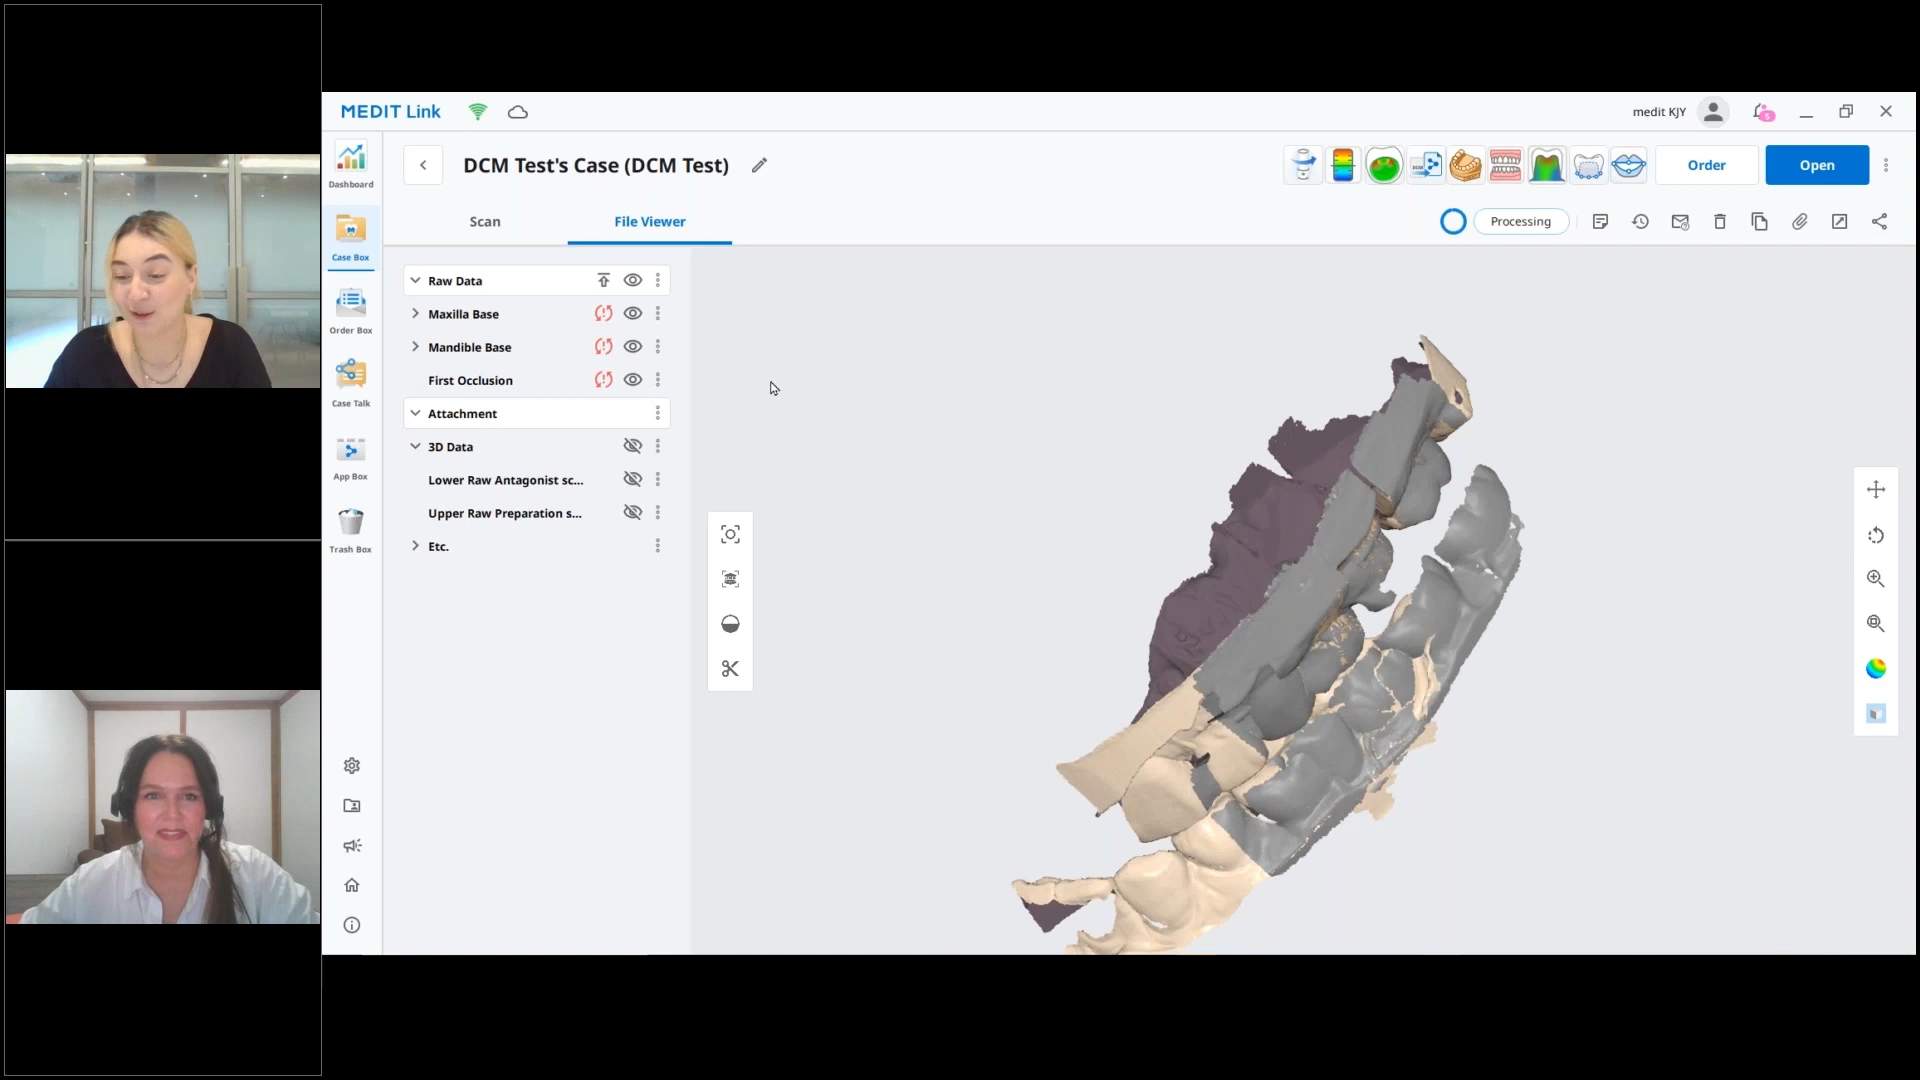 MEDIT Link
medit KJY
5
Dashboard
Case Box
Order Box
Case Talk
App Box
Trash Box
DCM Test's Case (DCM Test)
Order
Open
Scan
File Viewer
Processing
Raw Data
Maxilla Base
Mandible Base
First Occlusion
Attachment
3D Data
Lower Raw Antagonist sc...
Upper Raw Preparation s...
Etc.